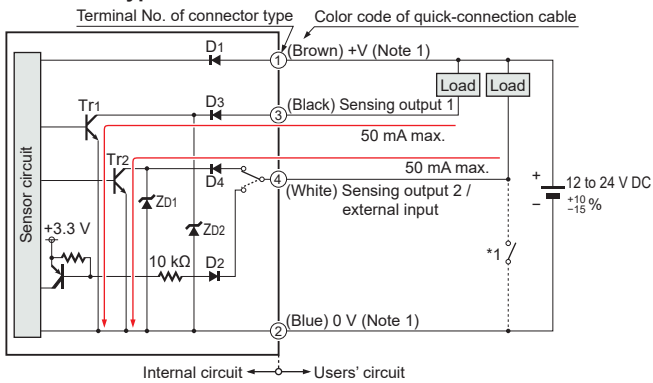 Terminal No. of connector type
Color code of quick-connection cable
D1
1
(Brown) +V (Note 1)
Load
Load
Tr1
D3
3
(Black) Sensing output 1
50 mA max.
Tr2
D4
50 mA max.
4
(White) Sensing output 2 /
external input
+
−
12 to 24 V DC
+10
−15 %
Sensor circuit
ZD1
ZD2
+3.3 V
10 kΩ
D2
*1
2
(Blue) 0 V (Note 1)
Internal circuit
Users' circuit